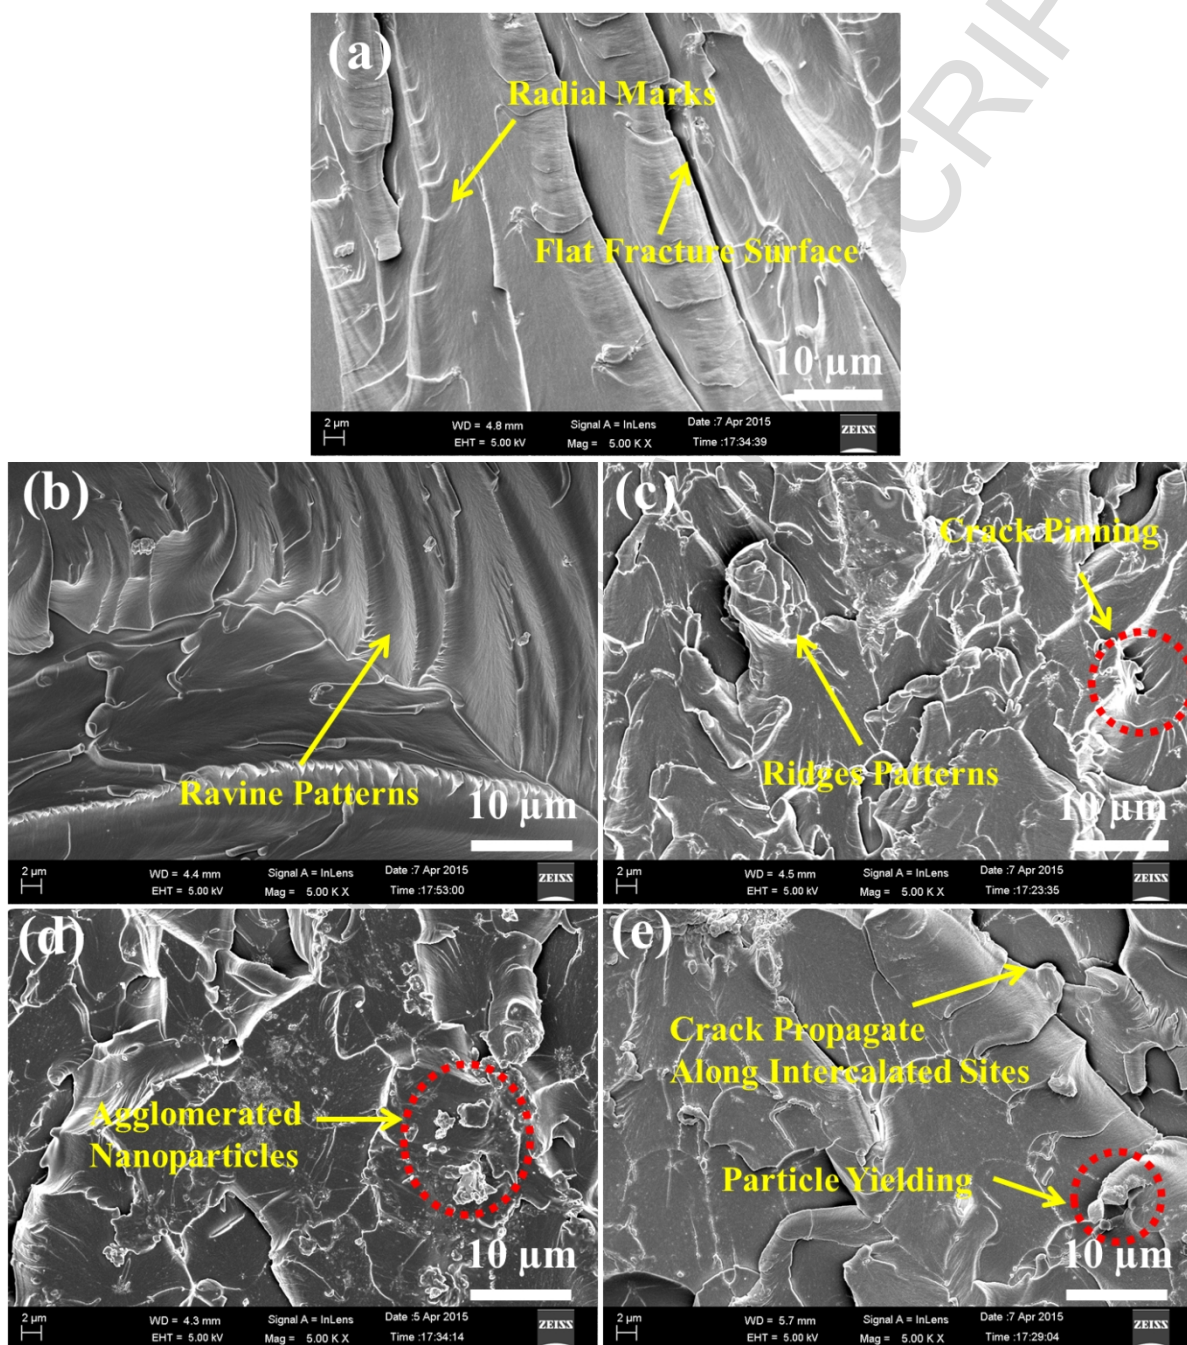 SCRIP
(a)
Radial Marks
Flat Fracture Surface
10 µm
2 µm
WD = 4.8 mm
Signal A = InLens
Date :7 Apr 2015
EHT = 5.00 kV
Mag = 5.00 K X
Time :17:34:39
ZEISS
(b)
Ravine Patterns
10 µm
2 µm
WD = 4.4 mm
Signal A = InLens
Date :7 Apr 2015
EHT = 5.00 kV
Mag = 5.00 K X
Time :17:53:00
ZEISS
(c)
Crack Pinning
Ridges Patterns
10 µm
2 µm
WD = 4.5 mm
Signal A = InLens
Date :7 Apr 2015
EHT = 5.00 kV
Mag = 5.00 K X
Time :17:23:35
ZEISS
(d)
Agglomerated
Nanoparticles
10 µm
2 µm
WD = 4.3 mm
Signal A = InLens
Date :5 Apr 2015
EHT = 5.00 kV
Mag = 5.00 K X
Time :17:34:14
ZEISS
(e)
Crack Propagate
Along Intercalated Sites
Particle Yielding
10 µm
2 µm
WD = 5.7 mm
Signal A = InLens
Date :7 Apr 2015
EHT = 5.00 kV
Mag = 5.00 K X
Time :17:29:04
ZEISS